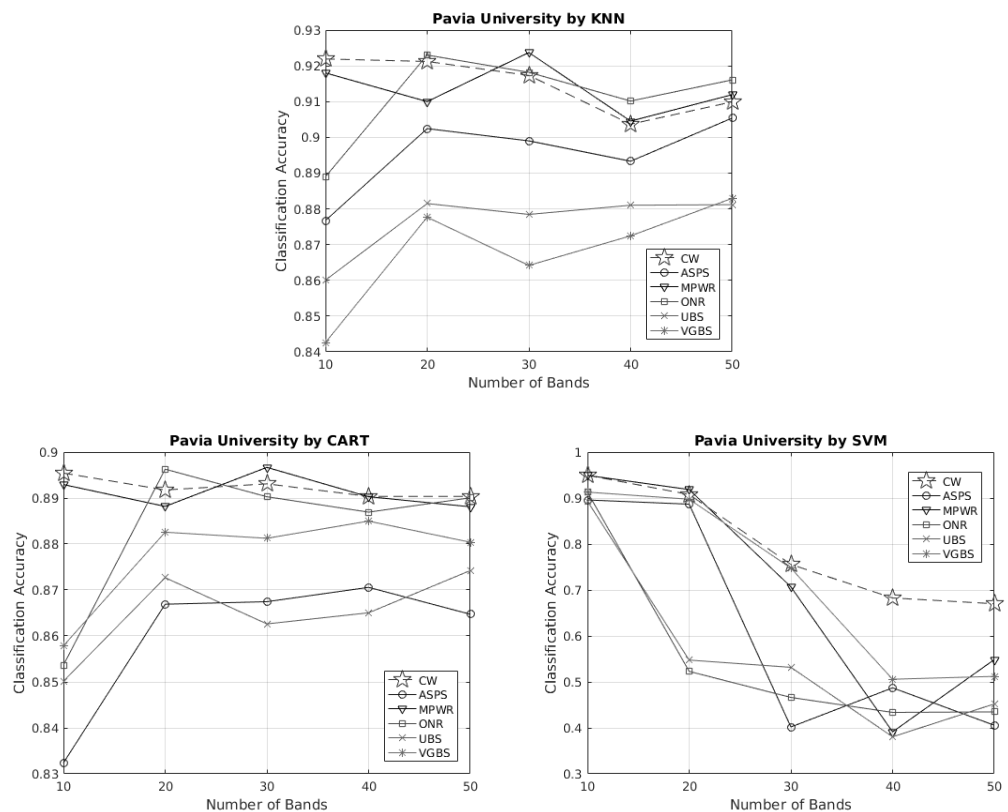 Pavia University by KNN
Classification Accuracy
0.93
0.92
0.91
0.9
0.89
0.88
0.87
0.86
0.85
0.84
CW
ASPS
MPWR
ONR
UBS
VGBS
10 20 30 40 50
Number of Bands
Pavia University by CART
Classification Accuracy
0.9
0.89
0.88
0.87
0.86
0.85
0.84
0.83
CW
ASPS
MPWR
ONR
UBS
VGBS
10 20 30 40 50
Number of Bands
Pavia University by SVM
Classification Accuracy
1
0.9
0.8
0.7
0.6
0.5
0.4
0.3
CW
ASPS
MPWR
ONR
UBS
VGBS
10 20 30 40 50
Number of Bands